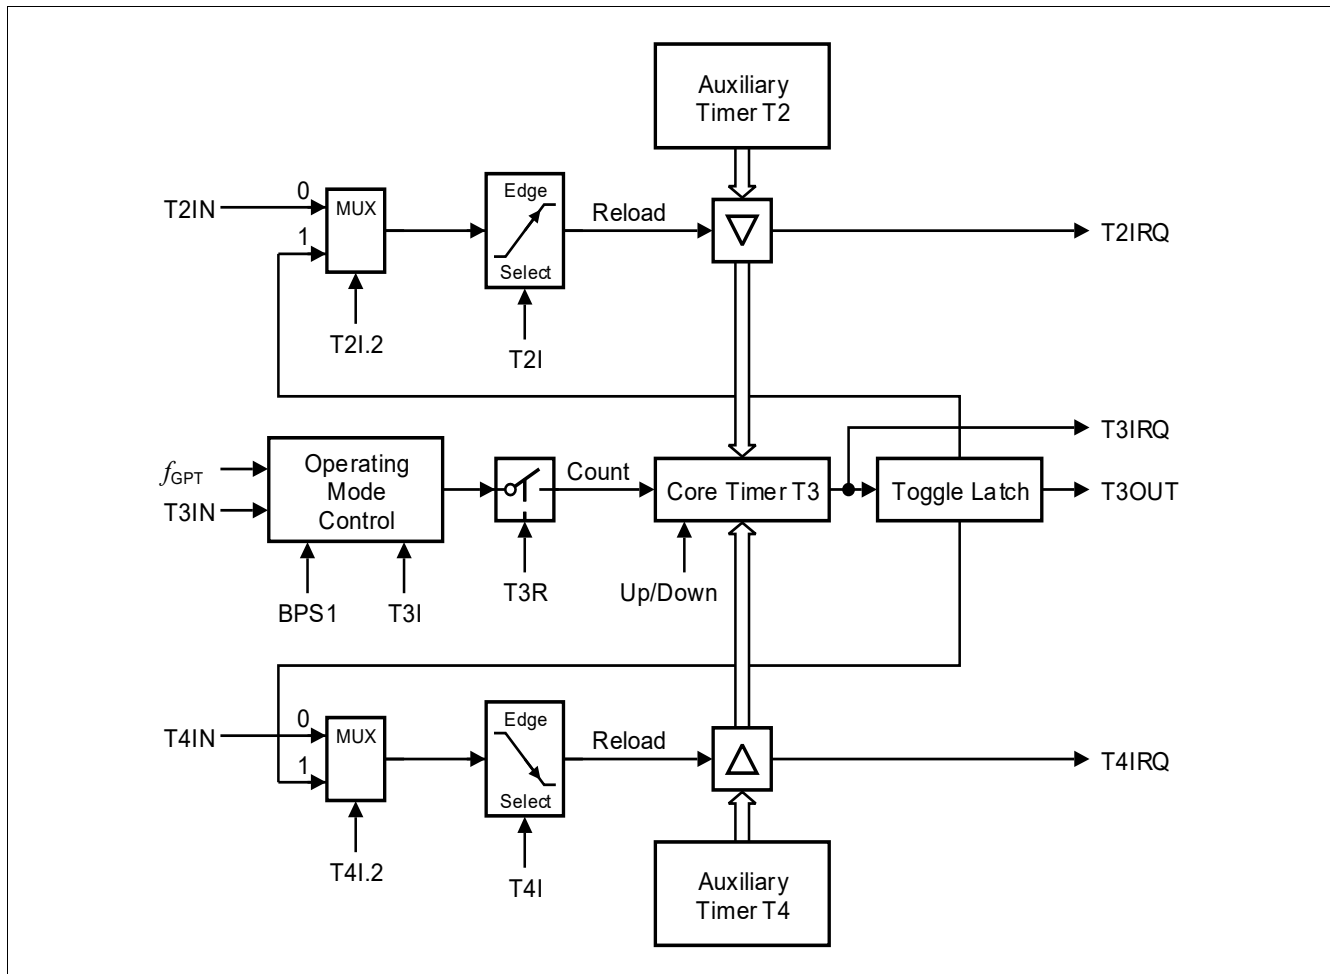 Auxiliary
Timer T2
T2IN
0
1
MUX
T2I.2
Edge
Select
T2I
Reload
T2IRQ
T3IRQ
fGPT
T3IN
Operating
Mode
Control
BPS1
T3I
T3R
Count
Core Timer T3
Up/Down
Toggle Latch
T3OUT
T4IN
0
1
MUX
T4I.2
Edge
Select
T4I
Reload
T4IRQ
Auxiliary
Timer T4